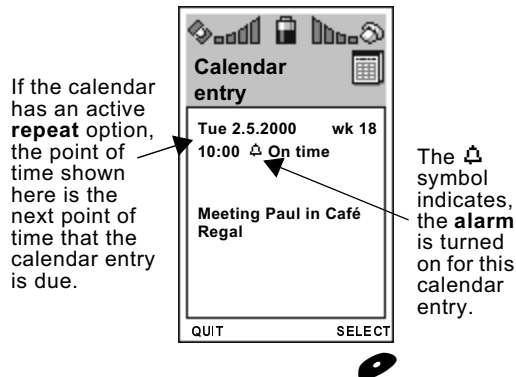 If the calendar
has an active
repeat option,
the point of
time shown
here is the
next point of
time that the
calendar entry
is due.
Calendar
entry
Tue 2.5.2000 wk 18
10:00 On time
Meeting Paul in Café
Regal
QUIT SELECT
The
symbol
indicates,
the alarm
is turned
on for this
calendar
entry.